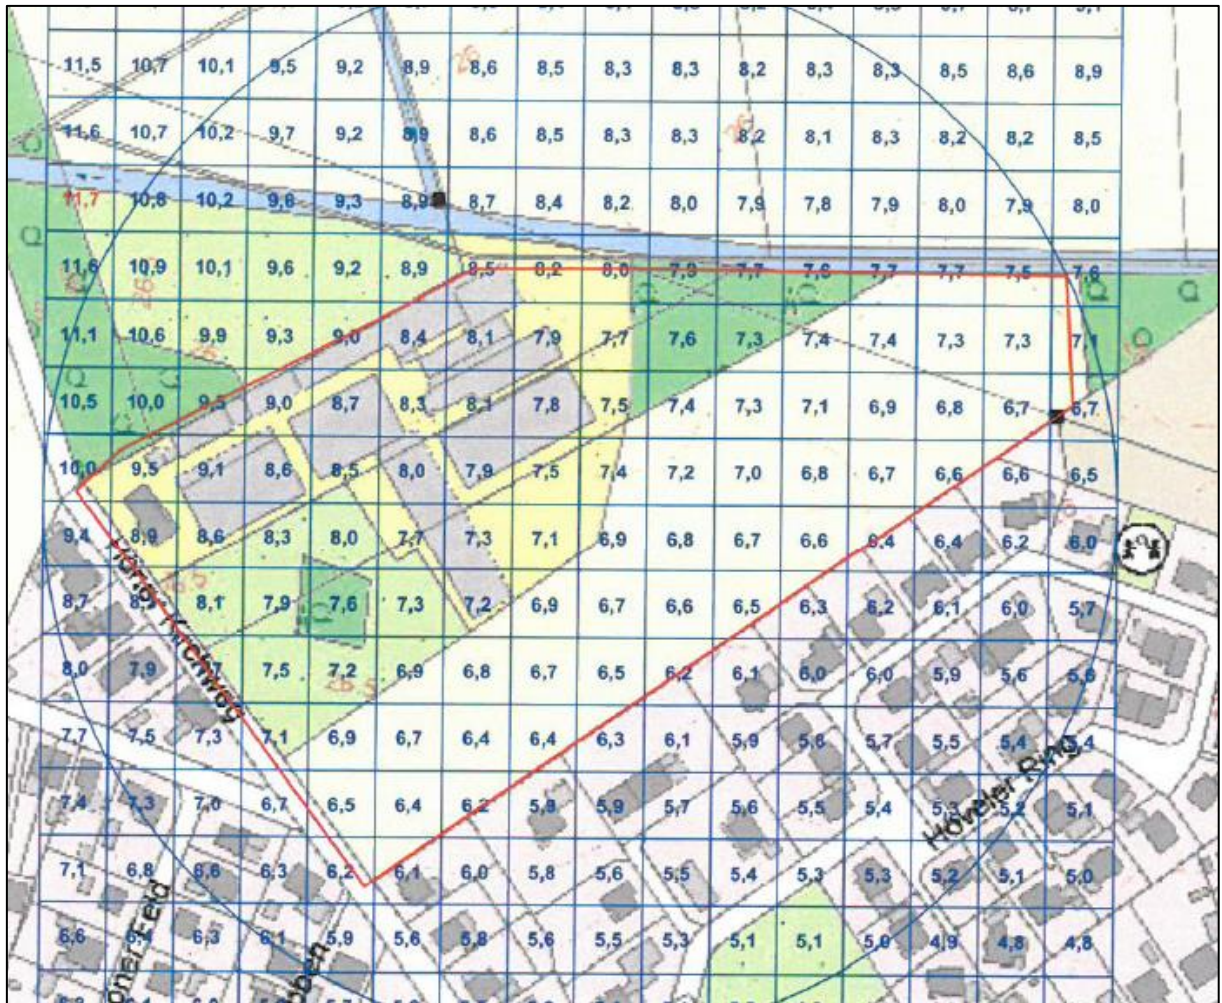 11,5 10,7 10,1 9,5 9,2 8,9 8,6 8,5 8,3 8,3 8,2 8,3 8,3 8,5 8,6 8,9
11,6 10,7 10,2 9,7 9,2 8,9 8,6 8,5 8,3 8,3 8,2 8,1 8,3 8,2 8,2 8,5
11,7 10,8 10,2 9,6 9,3 8,9 8,7 8,4 8,2 8,0 7,9 7,8 7,9 8,0 7,9 8,0
11,6 10,9 10,1 9,6 9,2 8,9 8,5 8,2 8,0 7,9 7,7 7,6 7,7 7,7 7,5 7,6
11,1 10,6 9,9 9,3 9,0 8,4 8,1 7,9 7,7 7,6 7,3 7,4 7,4 7,3 7,3 7,1
10,5 10,0 9,5 9,0 8,7 8,3 8,1 7,8 7,5 7,4 7,3 7,1 6,9 6,8 6,7 6,7
10,0 9,5 9,1 8,6 8,5 8,0 7,9 7,5 7,4 7,2 7,0 6,8 6,7 6,6 6,6 6,5
9,4 8,9 8,6 8,3 8,0 7,7 7,3 7,1 6,9 6,8 6,7 6,6 6,4 6,4 6,2 6,0
8,7 8,1 7,9 7,6 7,3 7,2 6,9 6,7 6,6 6,5 6,3 6,2 6,1 6,0 5,7
8,0 7,9 7,5 7,2 6,9 6,8 6,7 6,5 6,2 6,1 6,0 6,0 5,9 5,6
26.5
Kirchweg
7,7 7,5 7,3 7,1 6,9 6,7 6,4 6,4 6,3 6,1 5,9 5,8 5,7 5,5 5,4 5,4
7,4 7,3 7,0 6,7 6,5 6,4 6,2 5,9 5,9 5,7 5,6 5,5 5,4 5,3 5,2 5,1
Ring
7,1 6,8 6,6 6,3 6,2 6,1 6,0 5,8 5,6 5,5 5,4 5,3 5,3 5,2 5,1 5,0
6,6 6,3 6,1 5,9 5,6 5,8 5,6 5,5 5,3 5,1 5,1 5,0 4,9 4,8 4,8